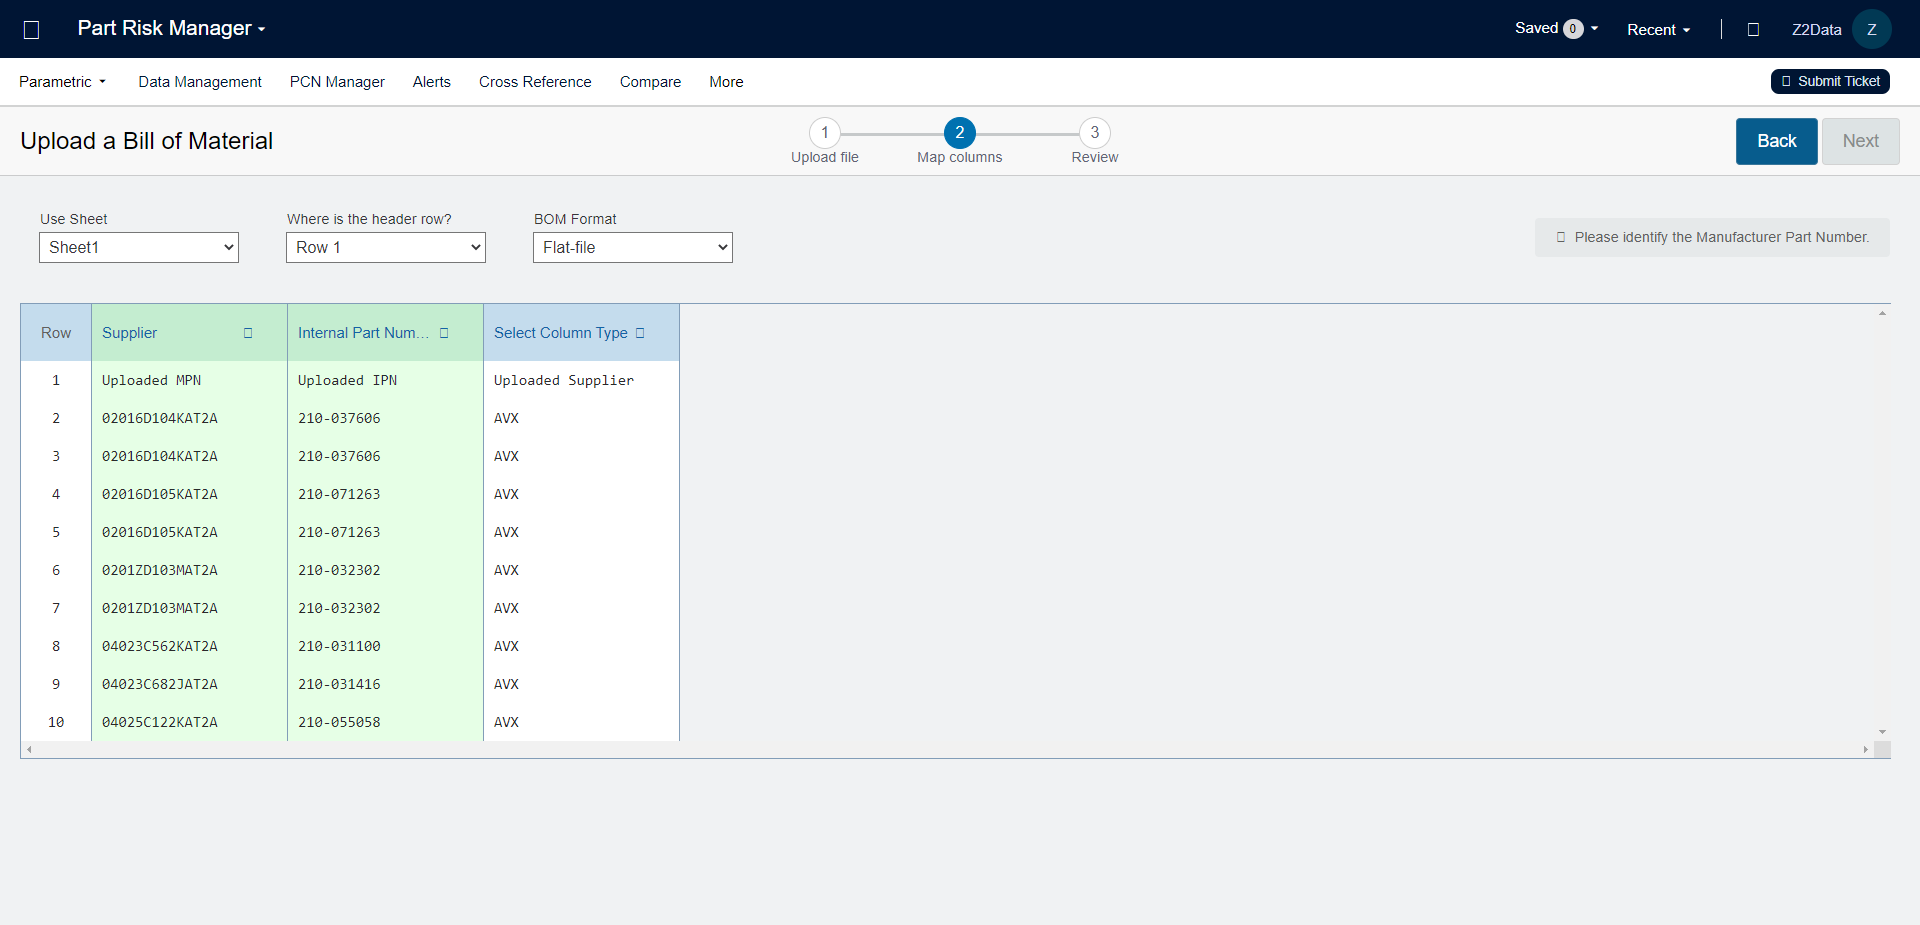 Part Risk Manager
Saved 0
Recent
Z2Data
Z
Parametric
Data Management
PCN Manager
Alerts
Cross Reference
Compare
More
Submit Ticket
Upload a Bill of Material
1
2
3
Upload file
Map columns
Review
Back
Next
Use Sheet
Where is the header row?
BOM Format
Sheet1
Row 1
Flat-file
Please identify the Manufacturer Part Number.
Row Supplier Internal Part Num... Select Column Type
1 Uploaded MPN Uploaded IPN Uploaded Supplier
2 02016D104KAT2A 210-037606 AVX
3 02016D104KAT2A 210-037606 AVX
4 02016D105KAT2A 210-071263 AVX
5 02016D105KAT2A 210-071263 AVX
6 0201ZD103MAT2A 210-032302 AVX
7 0201ZD103MAT2A 210-032302 AVX
8 04023C562KAT2A 210-031100 AVX
9 04023C682JAT2A 210-031416 AVX
10 04025C122KAT2A 210-055058 AVX